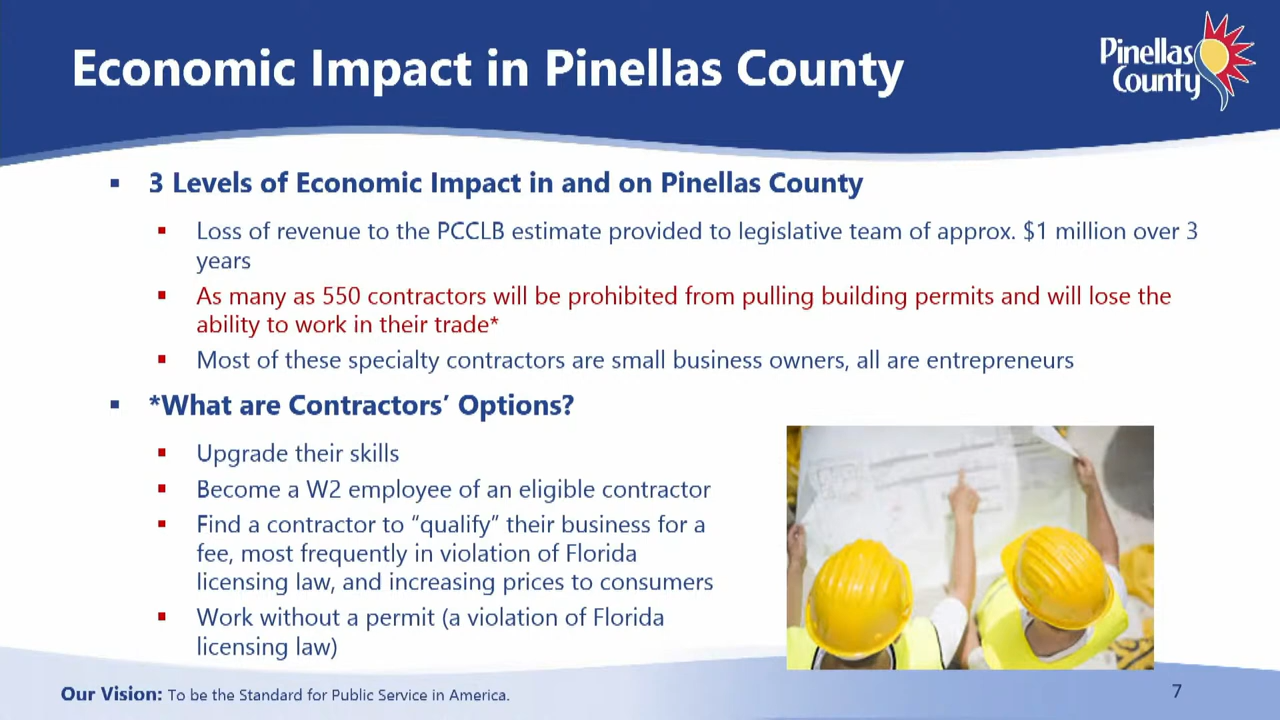 Economic Impact in Pinellas County
Pinellas
County
3 Levels of Economic Impact in and on Pinellas County
Loss of revenue to the PCCLB estimate provided to legislative team of approx. $1 million over 3
years
As many as 550 contractors will be prohibited from pulling building permits and will lose the
ability to work in their trade*
Most of these specialty contractors are small business owners, all are entrepreneurs
*What are Contractors’ Options?
Upgrade their skills
Become a W2 employee of an eligible contractor
Find a contractor to “qualify” their business for a
fee, most frequently in violation of Florida
licensing law, and increasing prices to consumers
Work without a permit (a violation of Florida
licensing law)
Our Vision: To be the Standard for Public Service in America.
7